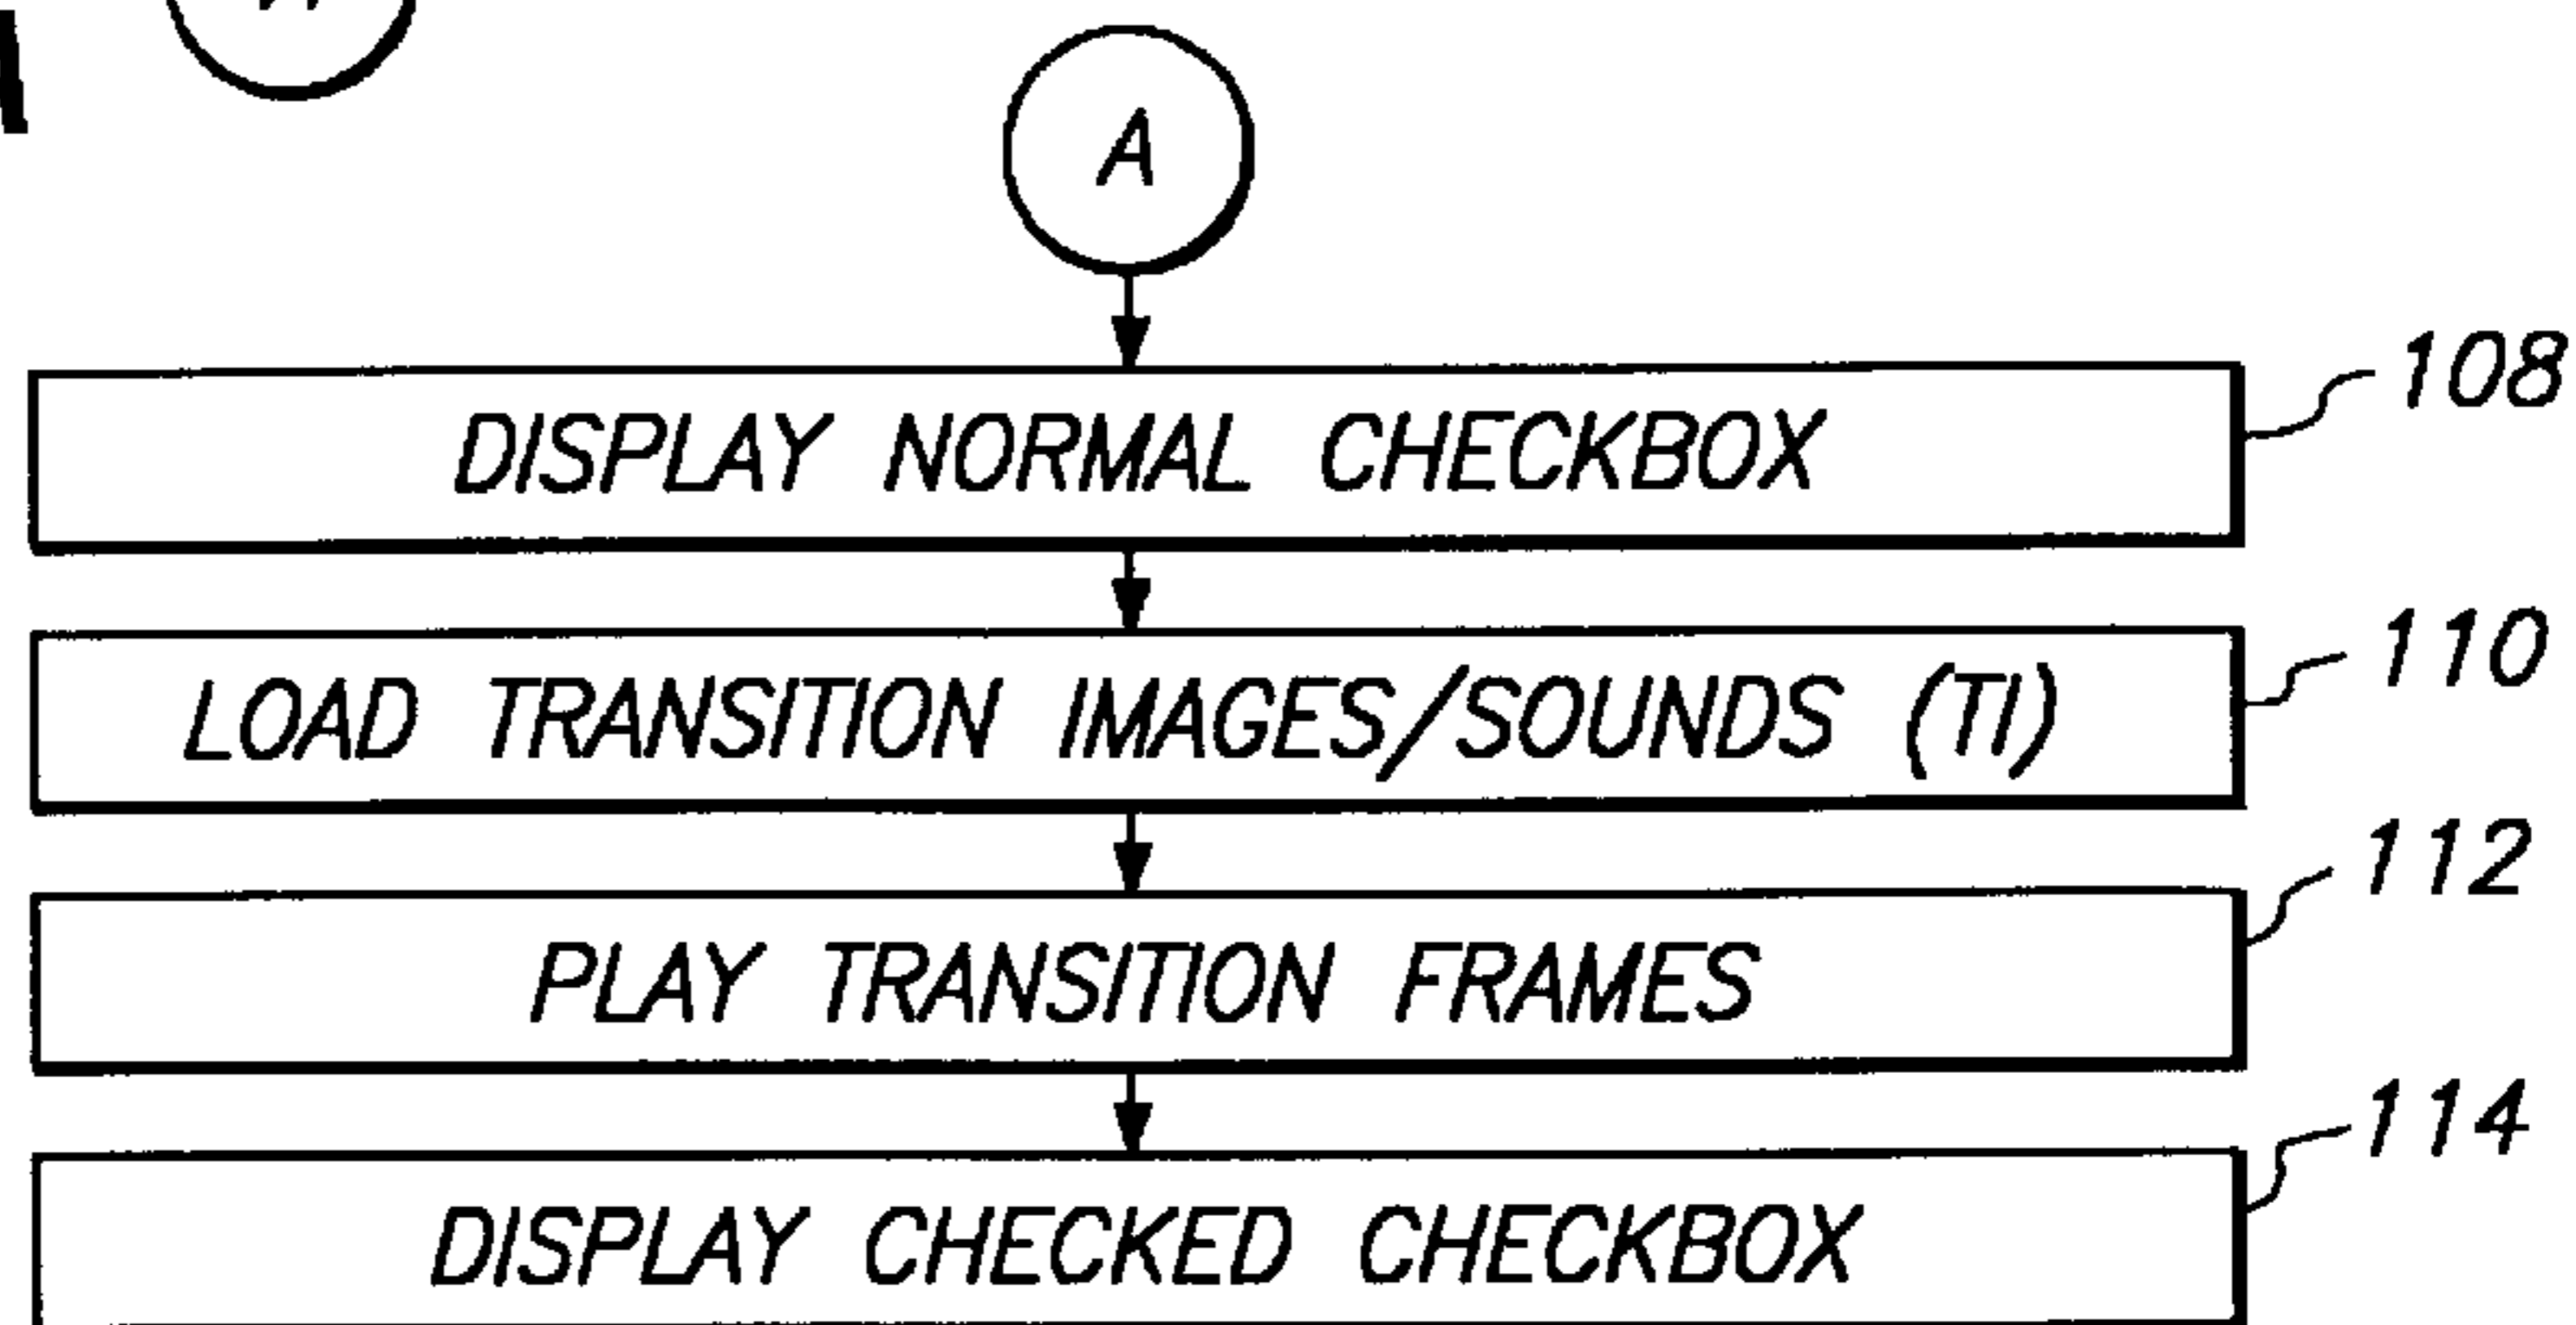 A
DISPLAY NORMAL CHECKBOX
108
LOAD TRANSITION IMAGES/SOUNDS (TI)
110
PLAY TRANSITION FRAMES
112
DISPLAY CHECKED CHECKBOX
114